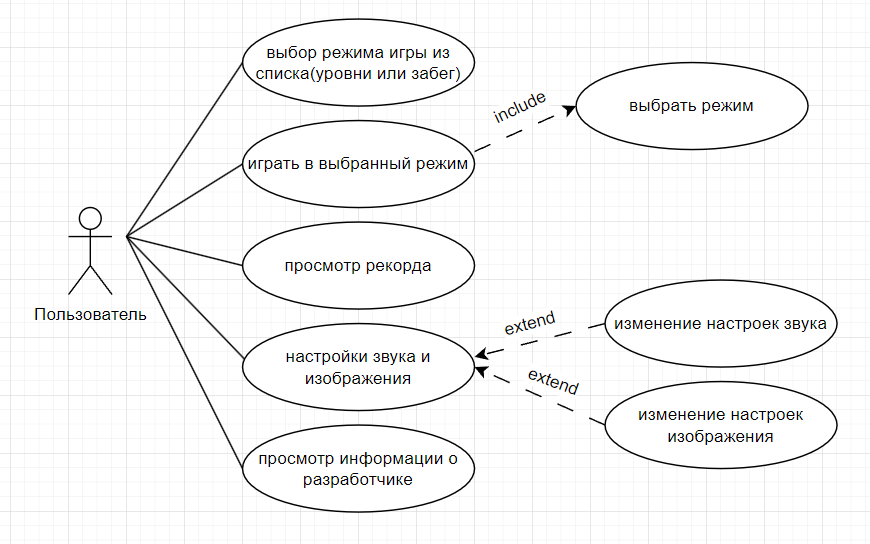 выбор режима игры из
списка(уровни или забег)
include
выбрать режим
играть в выбранный режим
просмотр рекорда
Пользователь
extend
изменение настроек звука
настройки звука и
изображения
extend
изменение настроек
изображения
просмотр информации о
разработчике